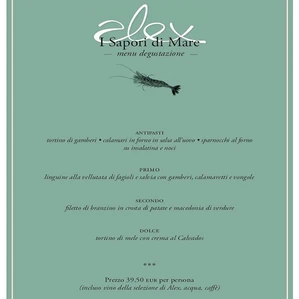 alex
I Sapori di Mare
— menu degustazione —
ANTIPASTI
tortino di gamberi • calamari in forno in salsa all'uovo • sparnocchi al forno
su insalatina e noci
PRIMO
linguine alla vellutata di fagioli e salvia con gamberi, calamaretti e vongole
SECONDO
filetto di branzino in crosta di patate e macedonia di verdure
DOLCE
tortino di mele con crema al Calvados
***
Prezzo 39.50 EUR per persona
(incluso vino della selezione di Alex, acqua, caffè)